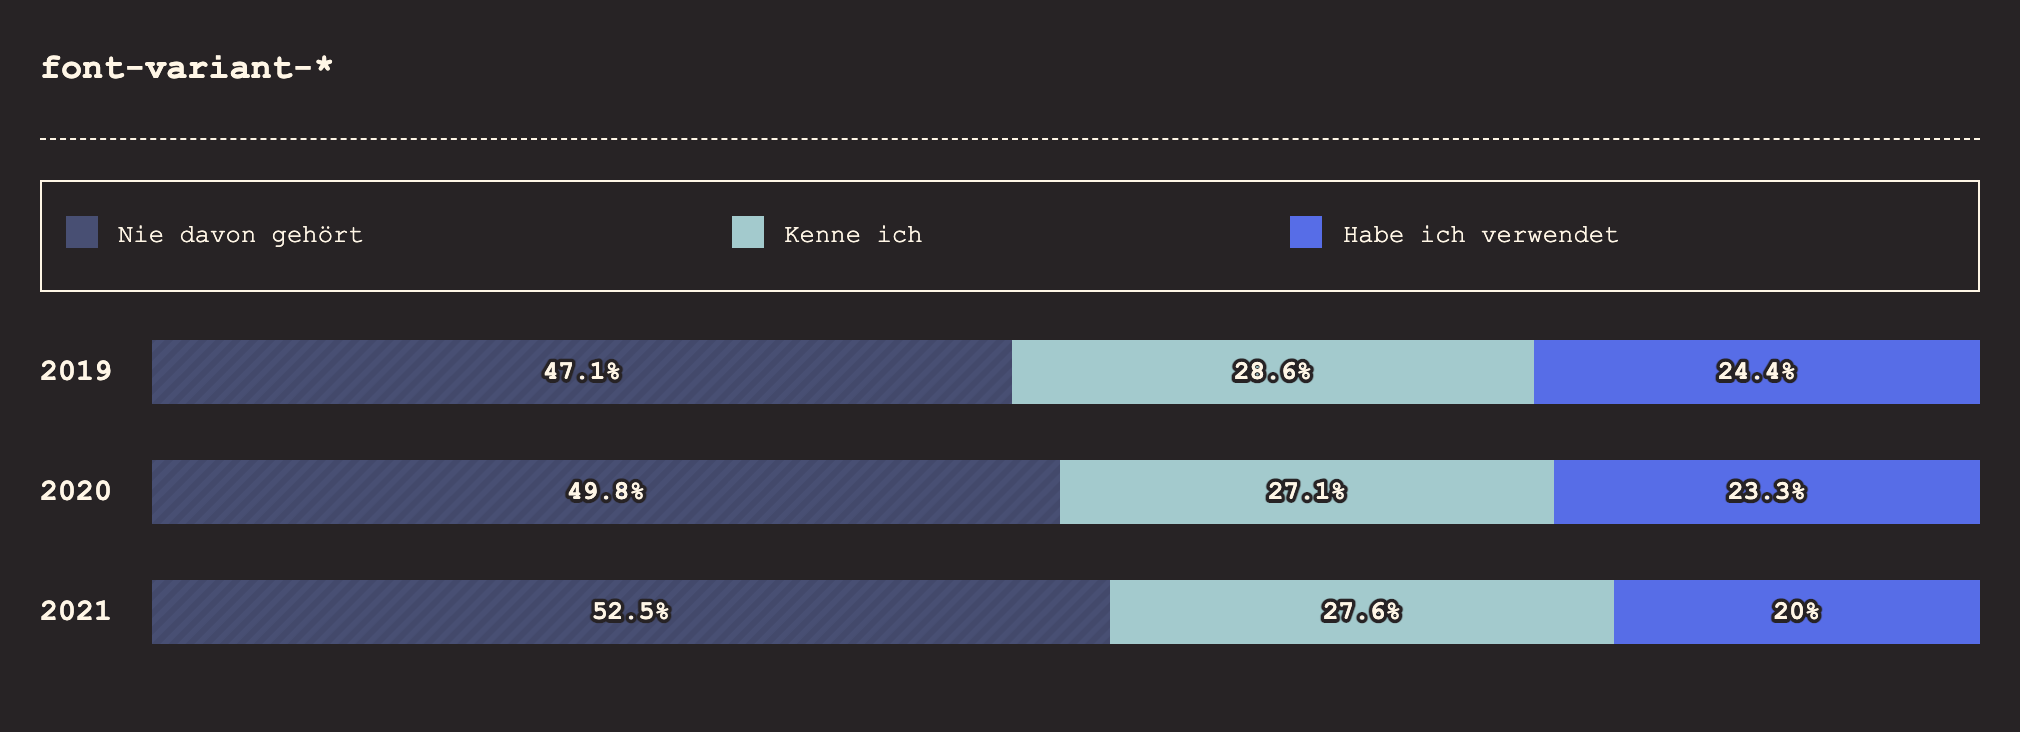 font-variant-*
Nie davon gehört Kenne ich Habe ich verwendet
2019 47.1% 28.6% 24.4%
2020 49.8% 27.1% 23.3%
2021 52.5% 27.6% 20%